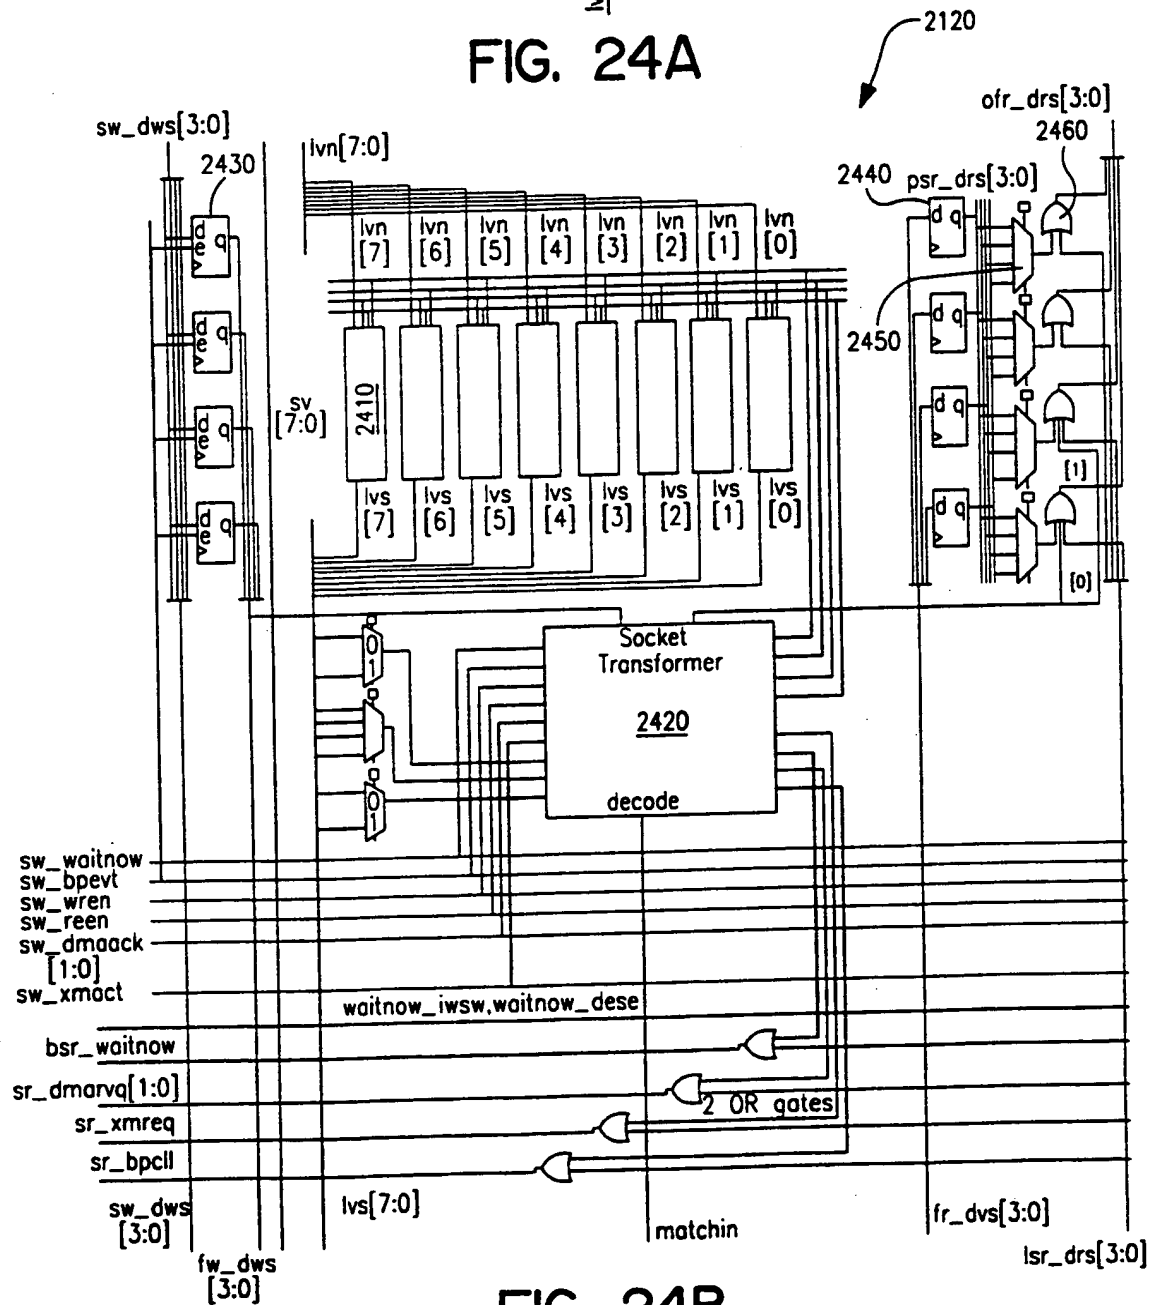 FIG. 24A
2120
ofr_drs[3:0]
sw_dws[3:0]
2460
lvn[7:0]
2430
2440
psr_drs[3:0]
d
q
e
lvn
[7]
lvn
[6]
lvn
[5]
lvn
[4]
lvn
[3]
lvn
[2]
lvn
[1]
lvn
[0]
d q
2450
d
e
q
d q
sv
[7:0]
2410
d
e
q
d q
[1]
lvs
[7]
lvs
[6]
lvs
[5]
lvs
[4]
lvs
[3]
lvs
[2]
lvs
[1]
lvs
[0]
d
e
q
d q
[0]
0
1
Socket
Transformer
2420
decode
0
1
sw_waitnow
sw_bpevt
sw_wren
sw_reen
sw_dmaack
[1:0]
sw_xmact
waitnow_iwsw,waitnow_dese
bsr_waitnow
sr_dmarvq[1:0]
2 OR gates
sr_xmreq
sr_bpcll
sw_dws
[3:0]
lvs[7:0]
matchin
fr_dvs[3:0]
fw_dws
[3:0]
lsr_drs[3:0]
FIG. 24B